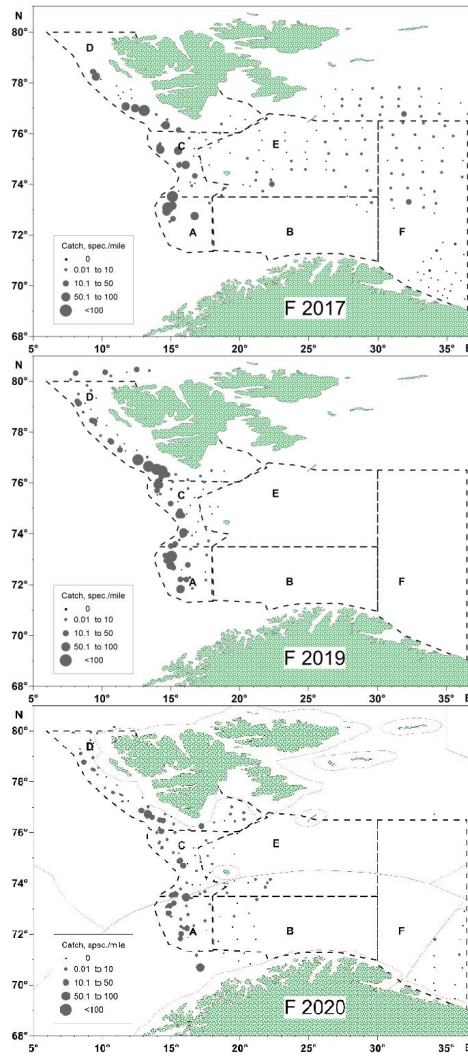 N
80°
D
78°
76°
C
E
74°
A
B
F
72°
Catch, spec./mile
0
0.01 to 10
10.1 to 50
50.1 to 100
<100
70°
F 2017
68°
5° 10° 15° 20° 25° 30° 35° E
N
80°
D
78°
76°
C
E
74°
A
B
F
72°
Catch, spec./mile
0
0.01 to 10
10.1 to 50
50.1 to 100
<100
70°
F 2019
68°
5° 10° 15° 20° 25° 30° 35° E
N
80°
D
78°
76°
C
E
74°
A
B
F
72°
Catch, spec./mile
0
0.01 to 10
10.1 to 50
50.1 to 100
<100
70°
F 2020
68°
5° 10° 15° 20° 25° 30° 35° E